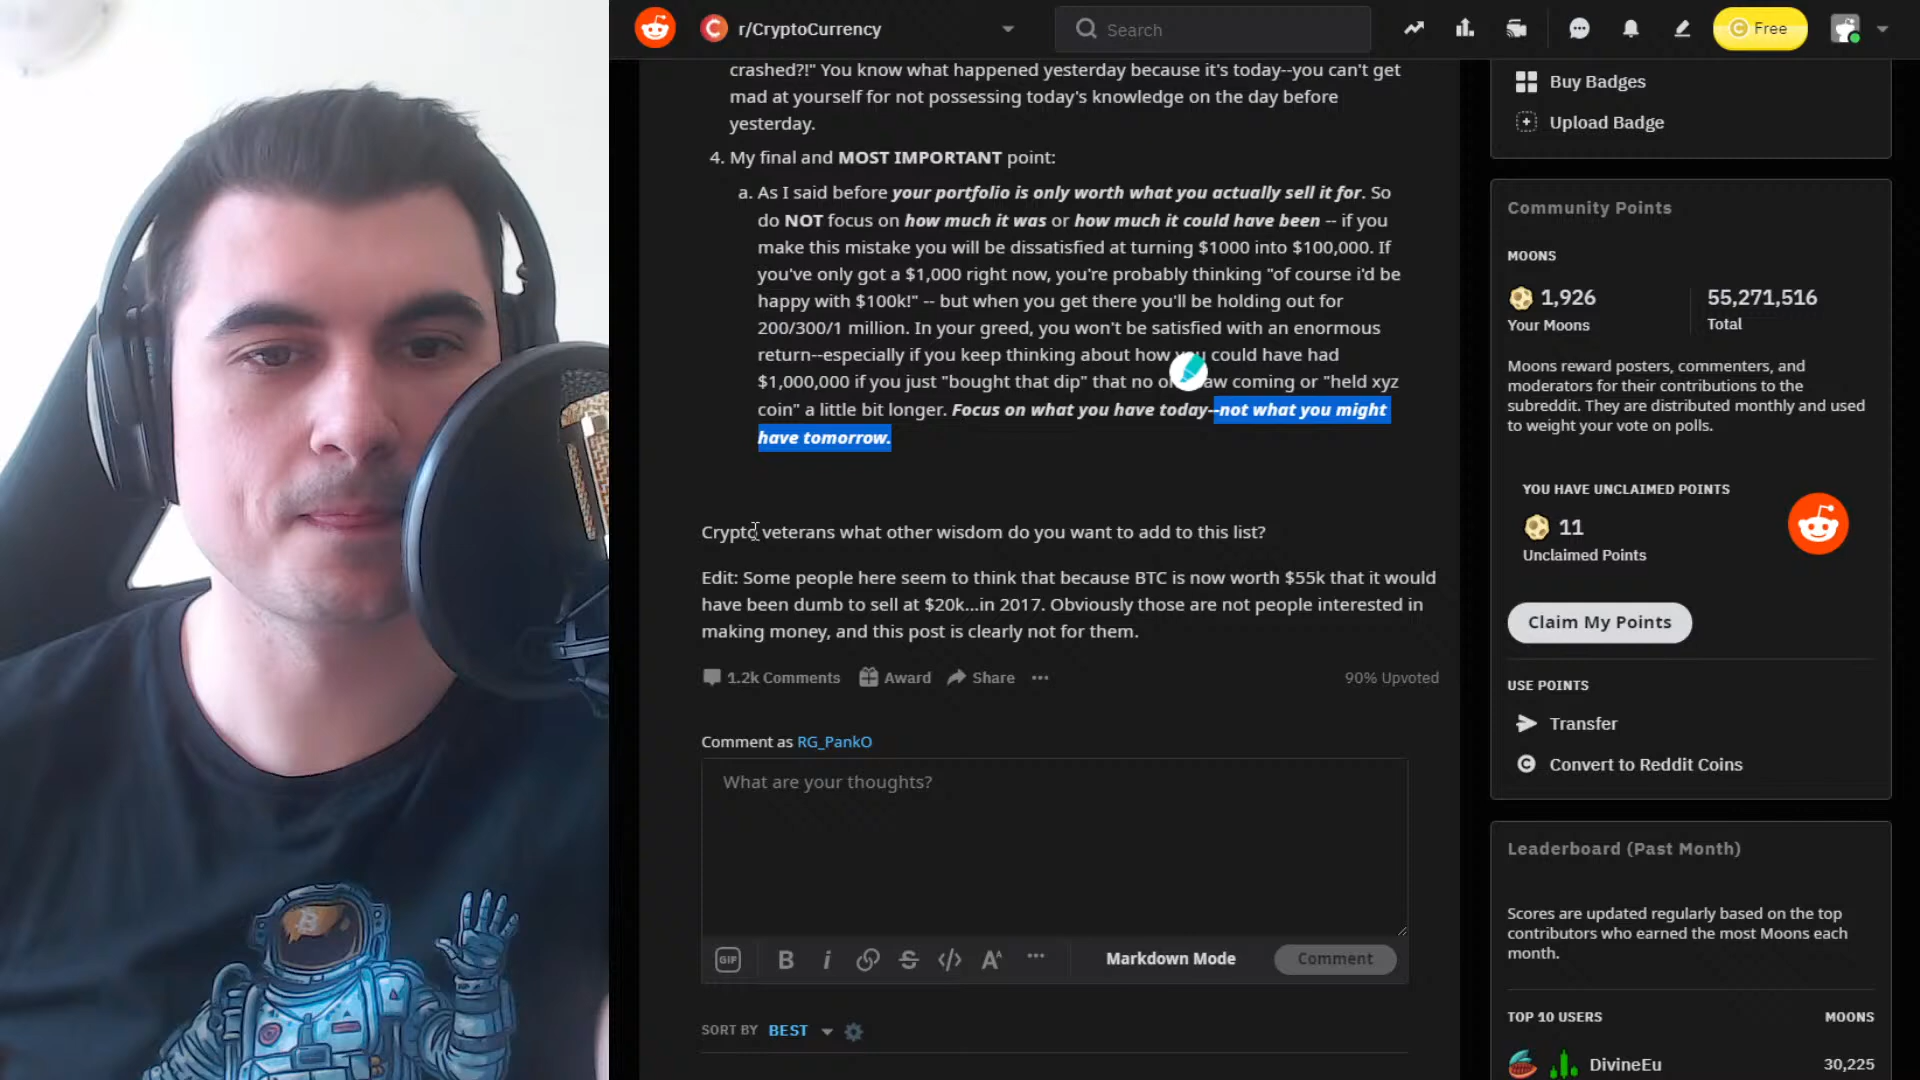 r/CryptoCurrency
Search
Free
crashed?!" You know what happened yesterday because it's today--you can't get
mad at yourself for not possessing today's knowledge on the day before
yesterday.
4. My final and MOST IMPORTANT point:
a. As I said before your portfolio is only worth what you actually sell it for. So
do NOT focus on how much it was or how much it could have been -- if you
make this mistake you will be dissatisfied at turning $1000 into $100,000. If
you've only got a $1,000 right now, you're probably thinking "of course i'd be
happy with $100k!" -- but when you get there you'll be holding out for
200/300/1 million. In your greed, you won't be satisfied with an enormous
return--especially if you keep thinking about how you could have had
$1,000,000 if you just "bought that dip" that no coming or "held xyz
coin" a little bit longer. Focus on what you have today--not what you might
have tomorrow.
Crypto veterans what other wisdom do you want to add to this list?
Edit: Some people here seem to think that because BTC is now worth $55k that it would
have been dumb to sell at $20k...in 2017. Obviously those are not people interested in
making money, and this post is clearly not for them.
1.2k Comments
Award
Share
90% Upvoted
Comment as RG_PankO
What are your thoughts?
GIF
B
i
Markdown Mode
Comment
SORT BY BEST
Buy Badges
Upload Badge
Community Points
MOONS
1,926
55,271,516
Your Moons
Total
Moons reward posters, commenters, and
moderators for their contributions to the
subreddit. They are distributed monthly and used
to weight your vote on polls.
YOU HAVE UNCLAIMED POINTS
11
Unclaimed Points
Claim My Points
USE POINTS
Transfer
Convert to Reddit Coins
Leaderboard (Past Month)
Scores are updated regularly based on the top
contributors who earned the most Moons each
month.
TOP 10 USERS
MOONS
DivineEu
30,225